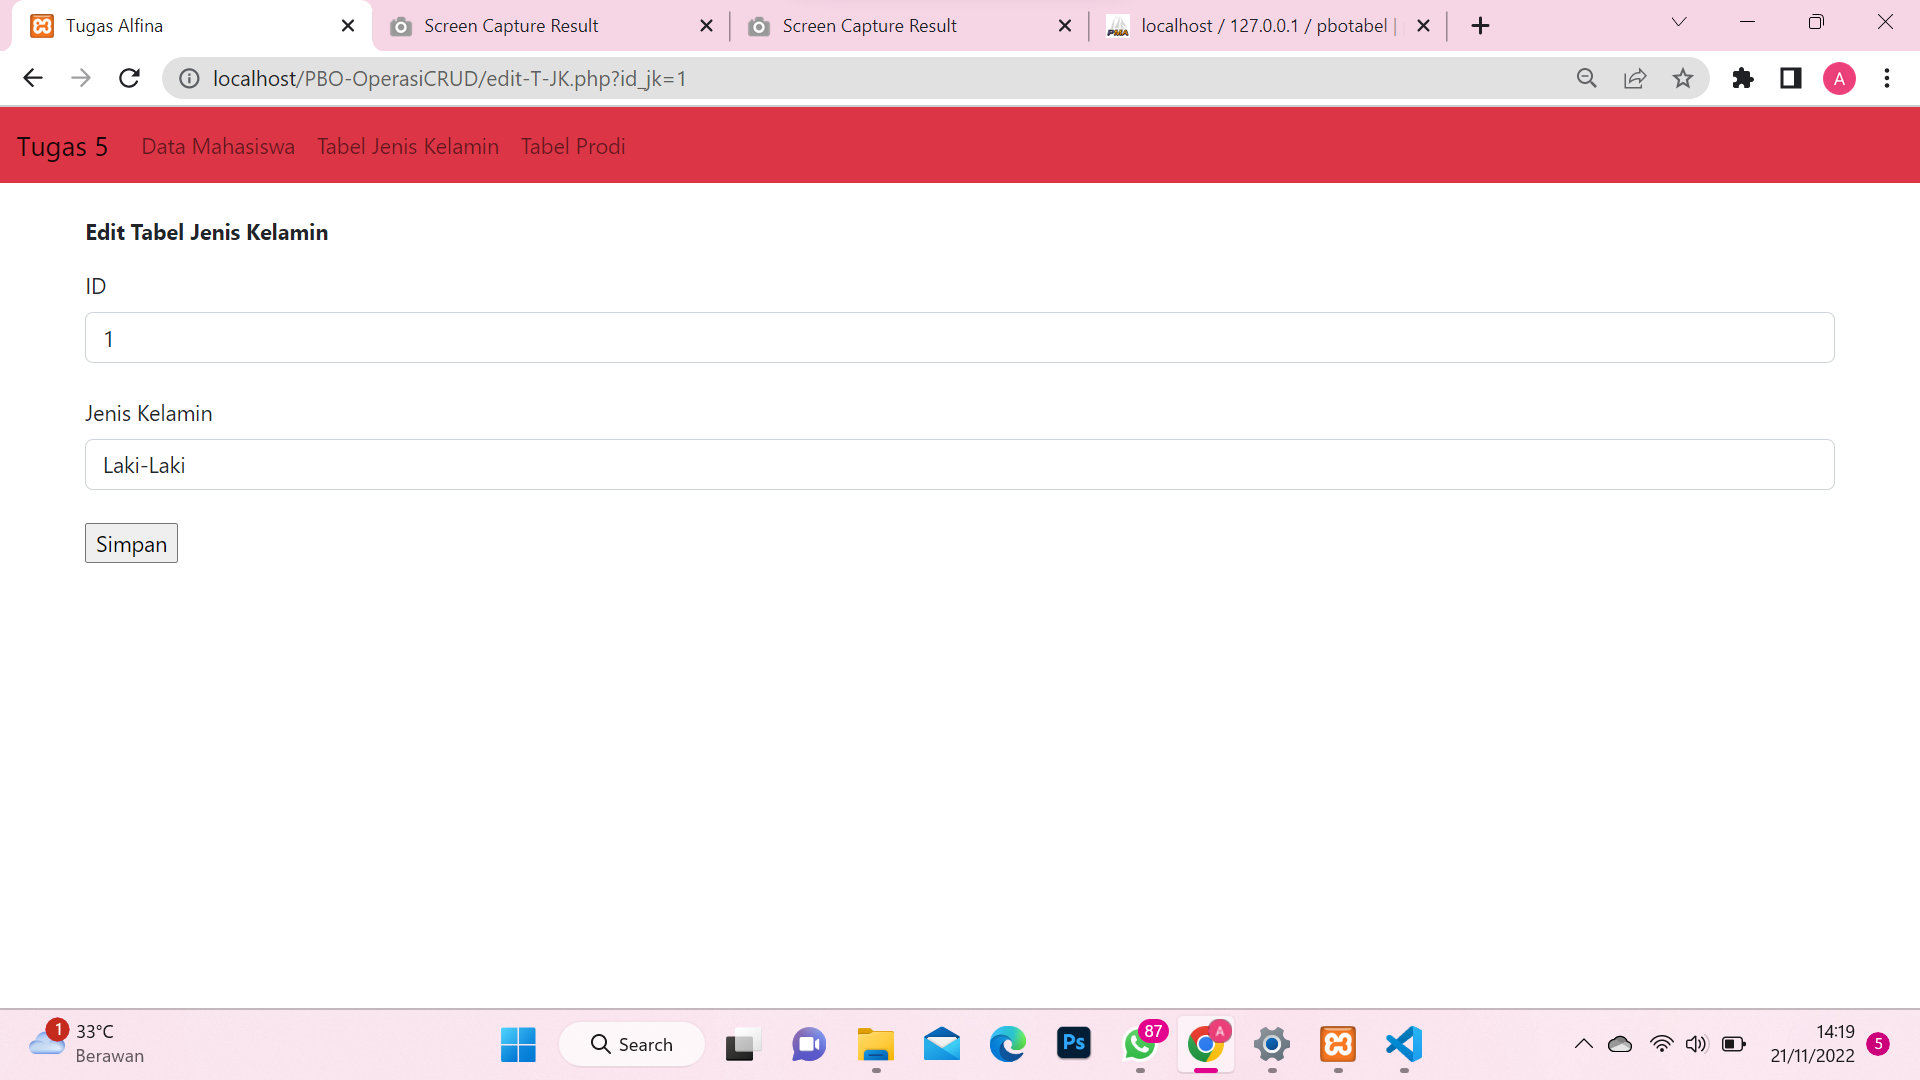 Tugas Alfina
Screen Capture Result
Screen Capture Result
localhost / 127.0.0.1 / pbotabel |
localhost/PBO-OperasiCRUD/edit-T-JK.php?id_jk=1
A
Tugas 5 Data Mahasiswa Tabel Jenis Kelamin Tabel Prodi
Edit Tabel Jenis Kelamin
ID
1
Jenis Kelamin
Laki-Laki
Simpan
1
33°C
Berawan
Search
Ps
87
A
14:19
21/11/2022
5